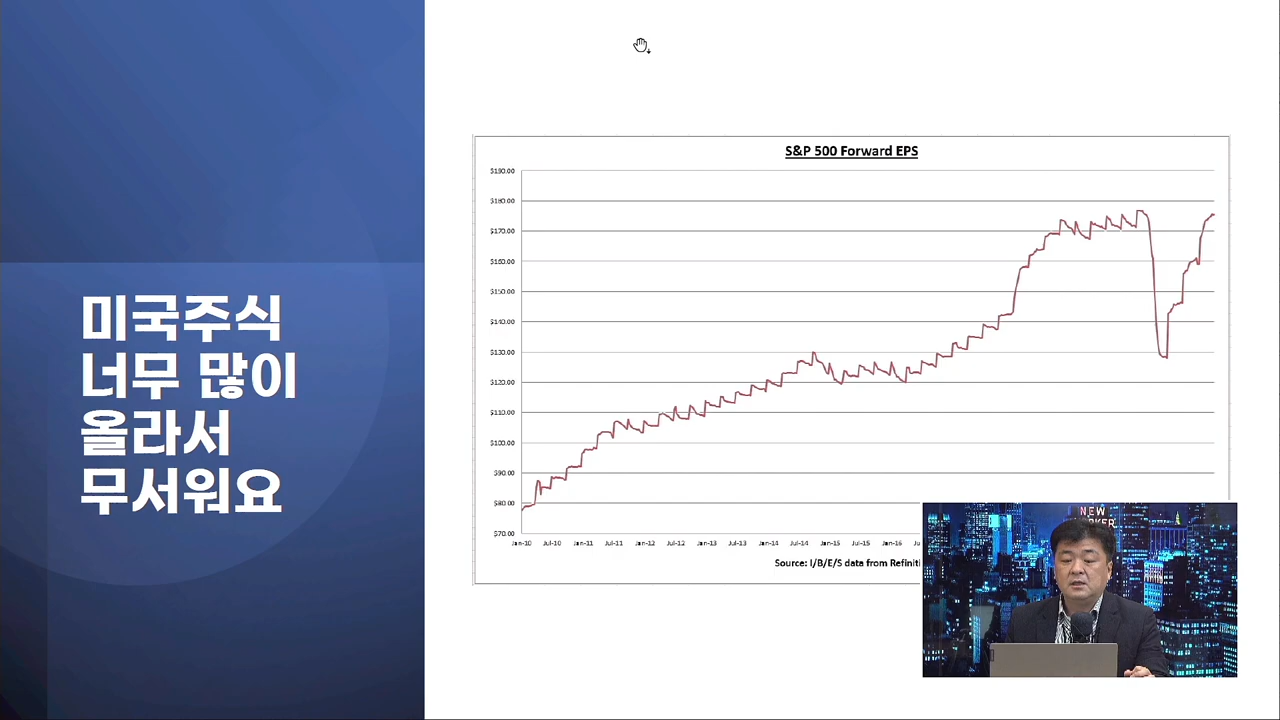 미국주식
너무 많이
올라서
무서워요
S&P 500 Forward EPS
$190.00
$180.00
$170.00
$160.00
$150.00
$140.00
$130.00
$120.00
$110.00
$100.00
$90.00
$80.00
$70.00
Jan-10 Jul-10 Jan-11 Jul-11 Jan-12 Jul-12 Jan-13 Jul-13 Jan-14 Jul-14 Jan-15 Jul-15 Jan-16
Source: I/B/E/S data from Refiniti
NEW